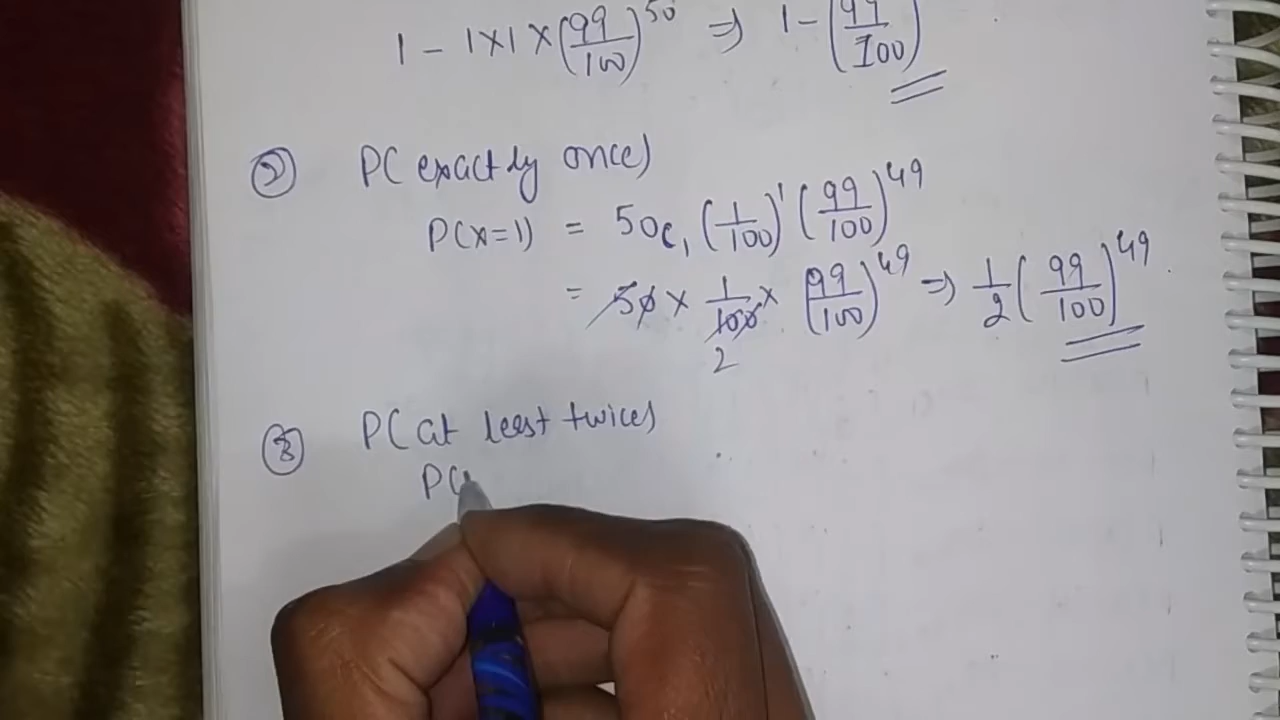 1 - 1×1×(99/100)^50 ⇒ 1-(99/100)
② P( exactly once)
P(x=1) = 50c₁ (1/100)^1 (99/100)^49
= 50 × 1/100 × (99/100)^49 ⇒ 1/2 (99/100)^49
2
③ P( at leest twice)
P(